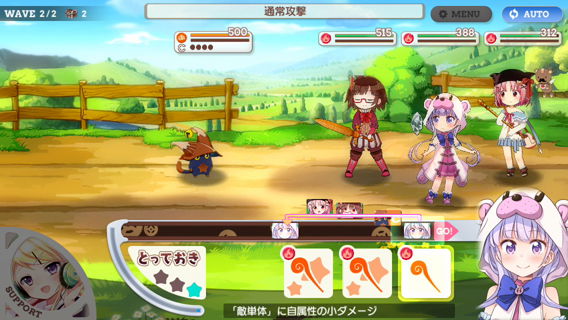 WAVE 2/2 2
通常攻撃
MENU
AUTO
500
C
515
388
312
GO!
とっておき
SUPPORT
「敵単体」に自属性の小ダメージ